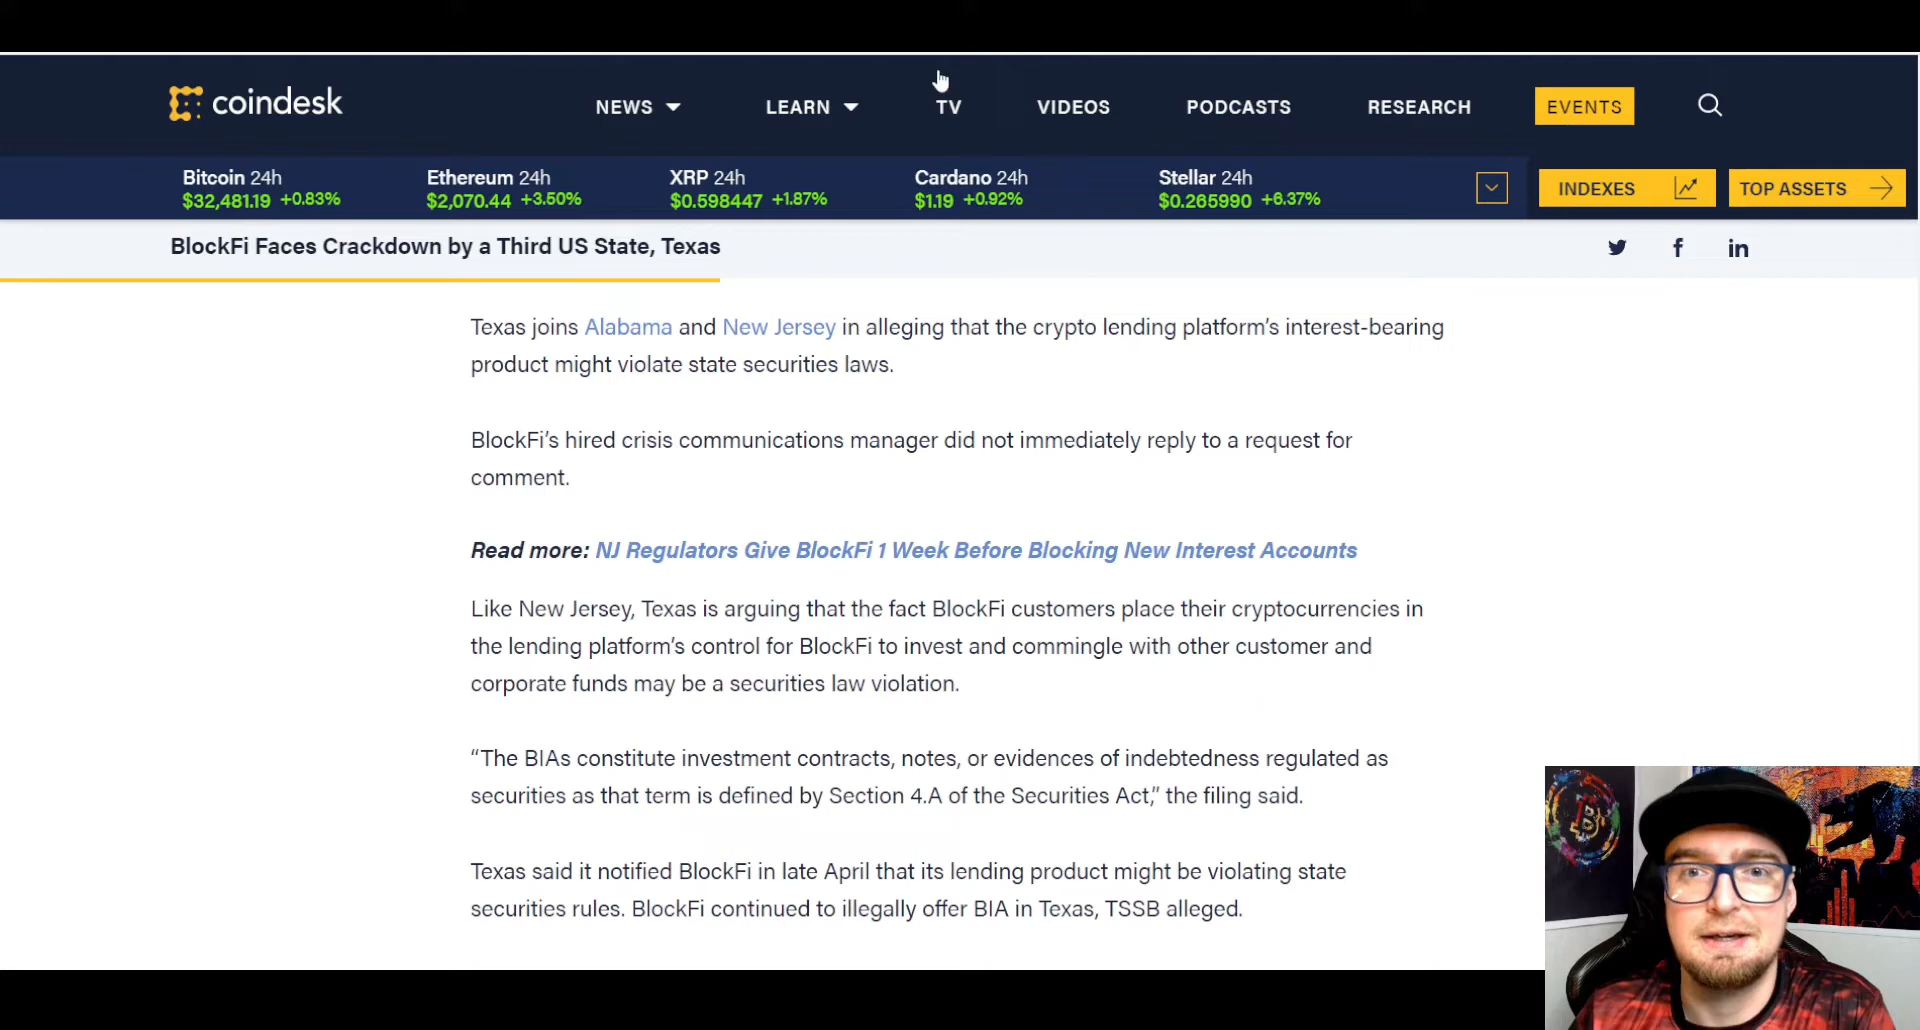 coindesk
NEWS LEARN TV VIDEOS PODCASTS RESEARCH EVENTS
Bitcoin 24h Ethereum 24h XRP 24h Cardano 24h Stellar 24h
$32,481.19 +0.83% $2,070.44 +3.50% $0.598447 +1.87% $1.19 +0.92% $0.265990 +6.37%
INDEXES TOP ASSETS
BlockFi Faces Crackdown by a Third US State, Texas
Texas joins Alabama and New Jersey in alleging that the crypto lending platform’s interest-bearing
product might violate state securities laws.
BlockFi’s hired crisis communications manager did not immediately reply to a request for
comment.
Read more: NJ Regulators Give BlockFi 1 Week Before Blocking New Interest Accounts
Like New Jersey, Texas is arguing that the fact BlockFi customers place their cryptocurrencies in
the lending platform’s control for BlockFi to invest and commingle with other customer and
corporate funds may be a securities law violation.
“The BIAs constitute investment contracts, notes, or evidences of indebtedness regulated as
securities as that term is defined by Section 4.A of the Securities Act,” the filing said.
Texas said it notified BlockFi in late April that its lending product might be violating state
securities rules. BlockFi continued to illegally offer BIA in Texas, TSSB alleged.